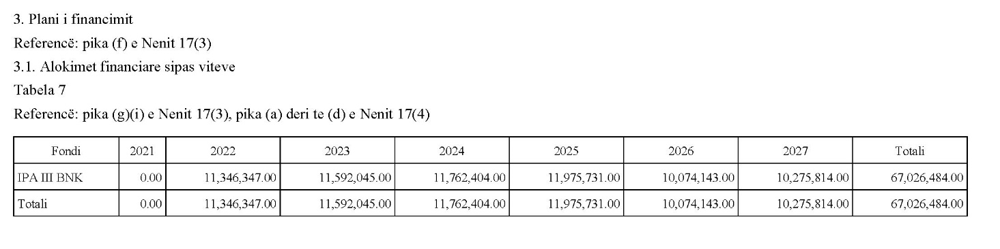 3. Plani i financimit
Referencë: pika (f) e Nenit 17(3)
3.1. Alokimet financiare sipas viteve
Tabela 7
Referencë: pika (g)(i) e Nenit 17(3), pika (a) deri te (d) e Nenit 17(4)
Fondi 2021 2022 2023 2024 2025 2026 2027 Totali
IPA III BNK 0.00 11,346,347.00 11,592,045.00 11,762,404.00 11,975,731.00 10,074,143.00 10,275,814.00 67,026,484.00
Totali 0.00 11,346,347.00 11,592,045.00 11,762,404.00 11,975,731.00 10,074,143.00 10,275,814.00 67,026,484.00